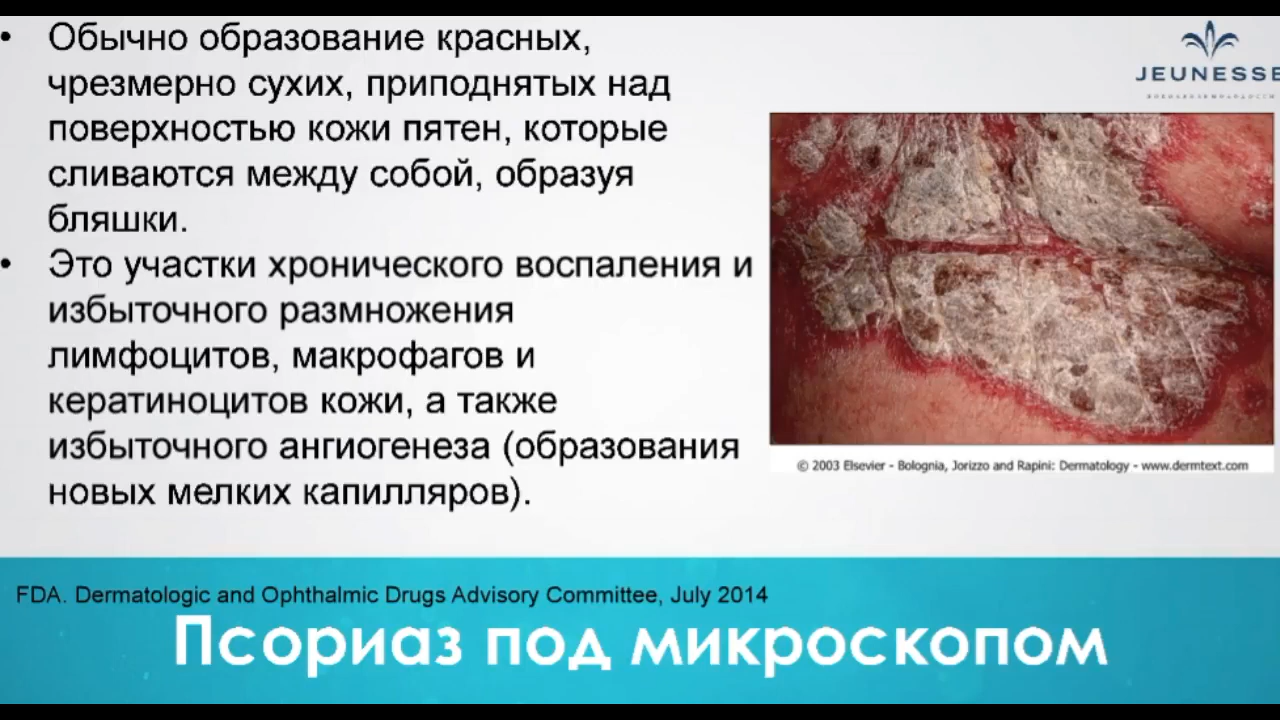 • Обычно образование красных,
чрезмерно сухих, приподнятых над
поверхностью кожи пятен, которые
сливаются между собой, образуя
бляшки.
• Это участки хронического воспаления и
избыточного размножения
лимфоцитов, макрофагов и
кератиноцитов кожи, а также
избыточного ангиогенеза (образования
новых мелких капилляров).
JEUNESSE
© 2003 Elsevier - Bolognia, Jorizzo and Rapini: Dermatology - www.dermtext.com
FDA. Dermatologic and Ophthalmic Drugs Advisory Committee, July 2014
Псориаз под микроскопом